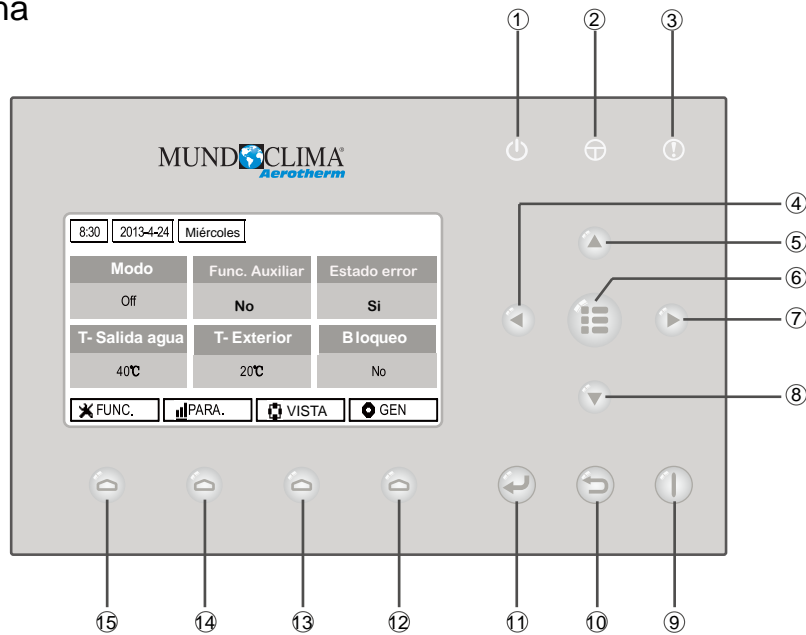 na
① ② ③
MUNDCLIMA®
Aerotherm
8:30 2013-4-24 Miércoles
Modo Func. Auxiliar Estado error
Off No Si
T- Salida agua T- Exterior Bloqueo
40℃ 20℃ No
FUNC. PARA. VISTA GEN
④
⑤
⑥
⑦
⑧
⑮ ⑭ ⑬ ⑫ ⑪ ⑩ ⑨